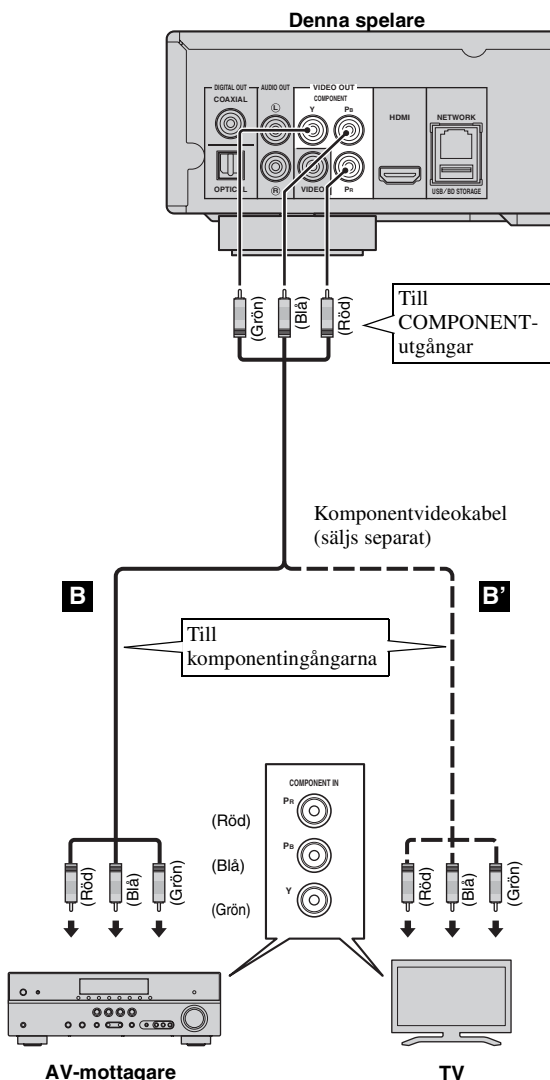 Denna spelare
DIGITAL OUT
AUDIO OUT
VIDEO OUT
COAXIAL
COMPONENT
L
Y
PB
HDMI
NETWORK
OPTICAL
R
VIDEO
PR
USB/BD STORAGE
(Grön)
(Blå)
(Röd)
Till
COMPONENT-
utgångar
Komponentvideokabel
(säljs separat)
B
B’
Till
komponentingångarna
COMPONENT IN
PR
(Röd)
PB
(Blå)
Y
(Grön)
(Röd)
(Blå)
(Grön)
(Röd)
(Blå)
(Grön)
AV-mottagare
TV